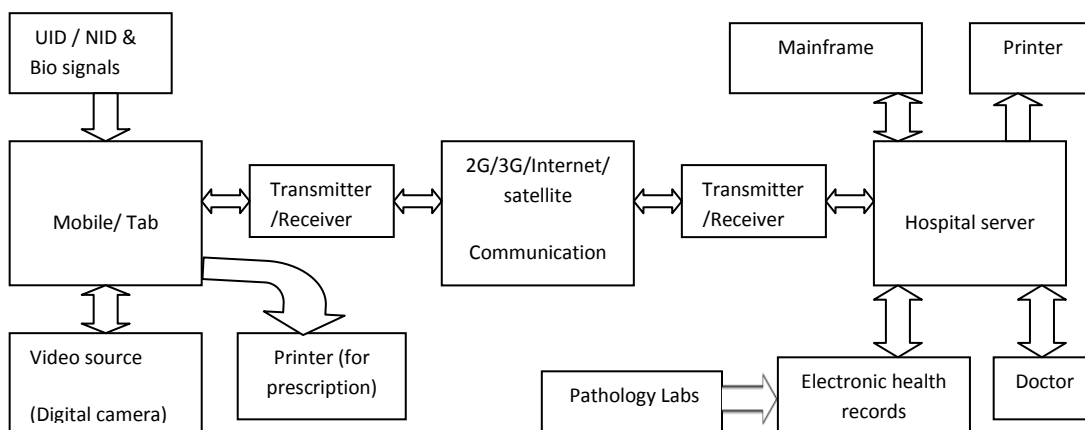 UID / NID &
Bio signals
Mainframe
Printer
Mobile/ Tab
Transmitter
/Receiver
2G/3G/Internet/
satellite
Communication
Transmitter
/Receiver
Hospital server
Video source
(Digital camera)
Printer (for
prescription)
Pathology Labs
Electronic health
records
Doctor